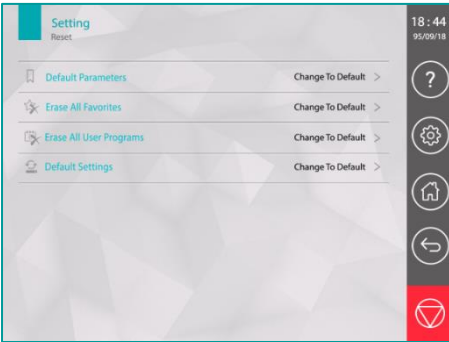 Setting
Reset
18:44
95/09/18
Default Parameters Change To Default >
Erase All Favorites Change To Default >
Erase All User Programs Change To Default >
Default Settings Change To Default >
?